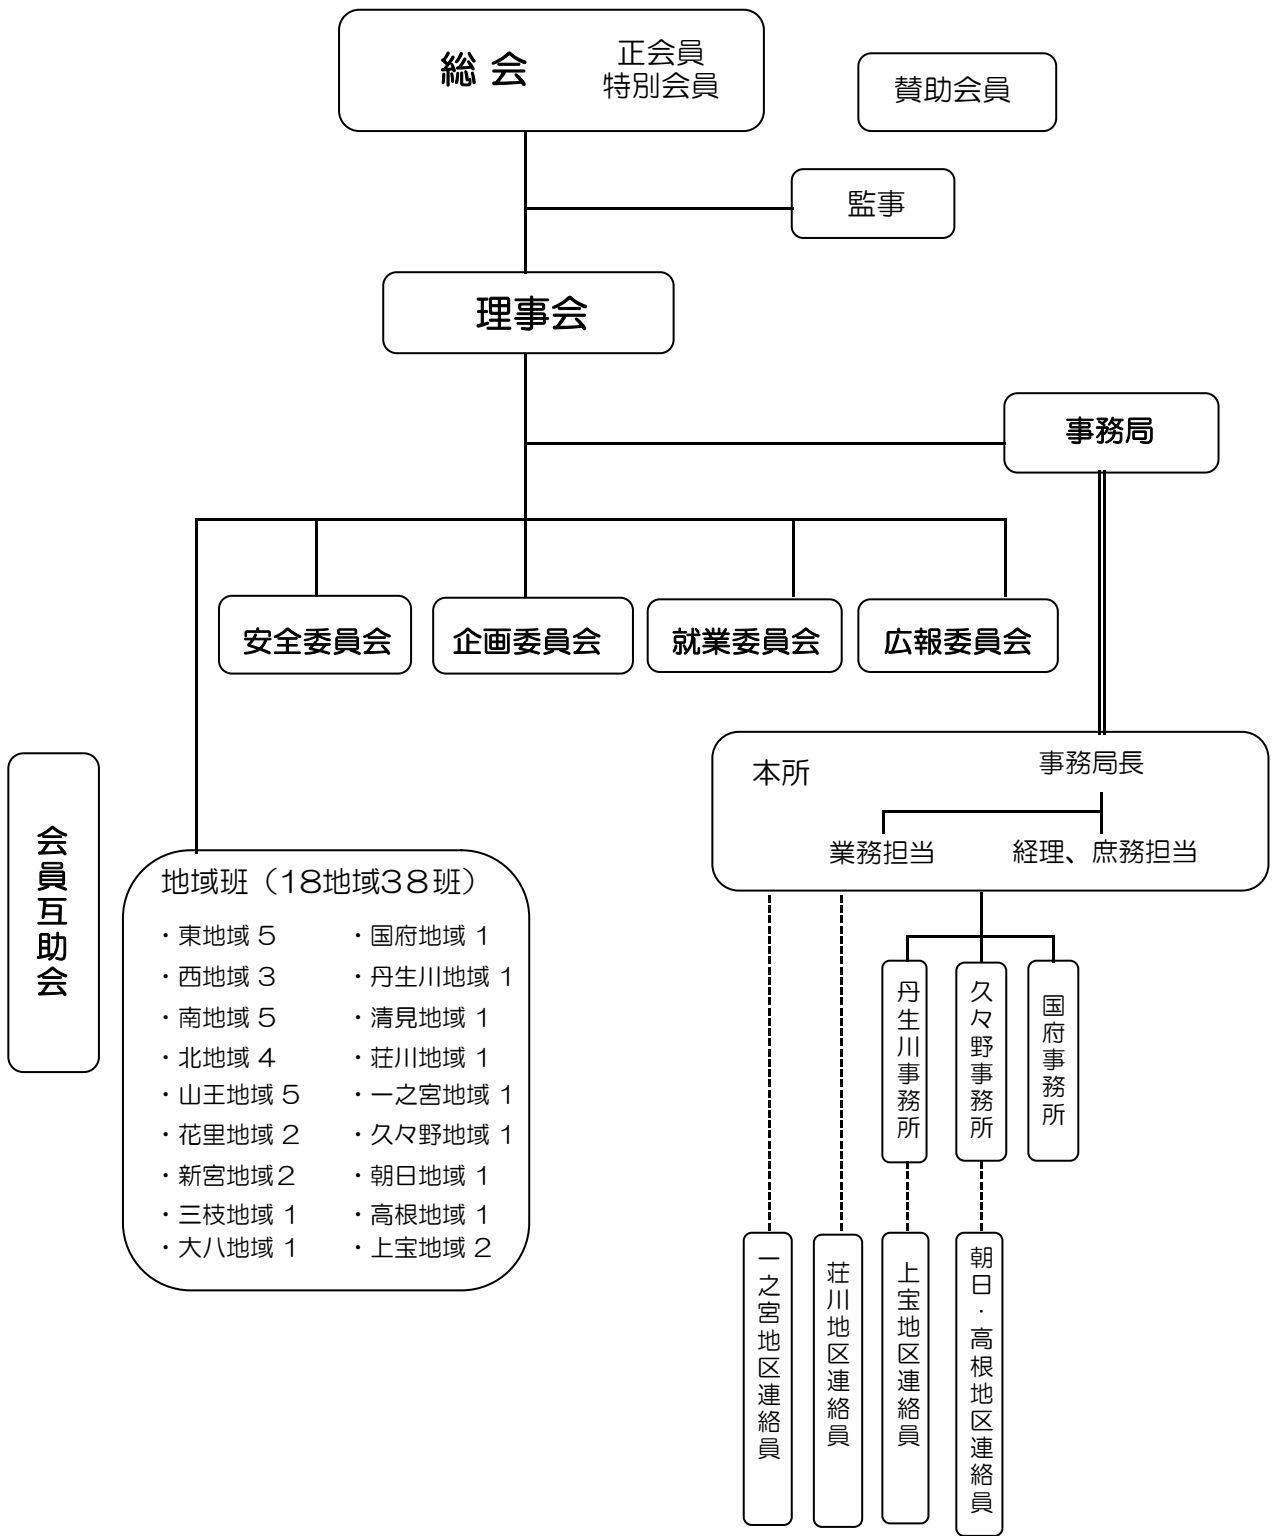 総 会
正会員
特別会員
賛助会員
監事
理事会
事務局
安全委員会
企画委員会
就業委員会
広報委員会
会員互助会
地域班（18地域38班）
・東地域 5
・西地域 3
・南地域 5
・北地域 4
・山王地域 5
・花里地域 2
・新宮地域2
・三枝地域 1
・大八地域 1
・国府地域 1
・丹生川地域 1
・清見地域 1
・荘川地域 1
・一之宮地域 1
・久々野地域 1
・朝日地域 1
・高根地域 1
・上宝地域 2
本所
事務局長
業務担当
経理、庶務担当
丹生川事務所
久々野事務所
国府事務所
一之宮地区連絡員
荘川地区連絡員
上宝地区連絡員
朝日・高根地区連絡員